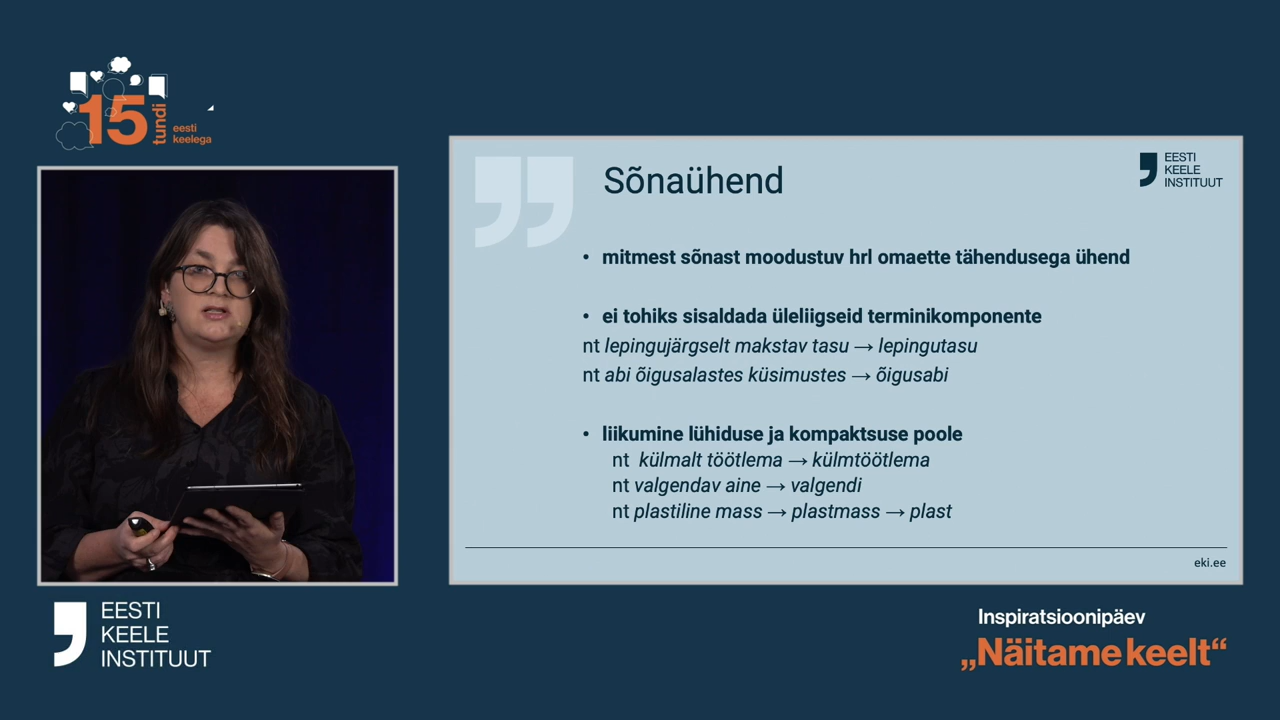 15
tundi
eesti
keelega
Sõnaühend
EESTI
KEELE
INSTITUUT
• mitmest sõnast moodustuv hrl omaette tähendusega ühend
• ei tohiks sisaldada üleliigseid terminikomponente
nt lepingujärgselt makstav tasu → lepingutasu
nt abi õigusalastes küsimustes → õigusabi
• liikumine lühiduse ja kompaktsuse poole
nt külmalt töötlema → külmtöötlema
nt valgendav aine → valgendi
nt plastiline mass → plastmass → plast
eki.ee
EESTI
KEELE
INSTITUUT
Inspiratsioonipäev
„Näitame keelt“